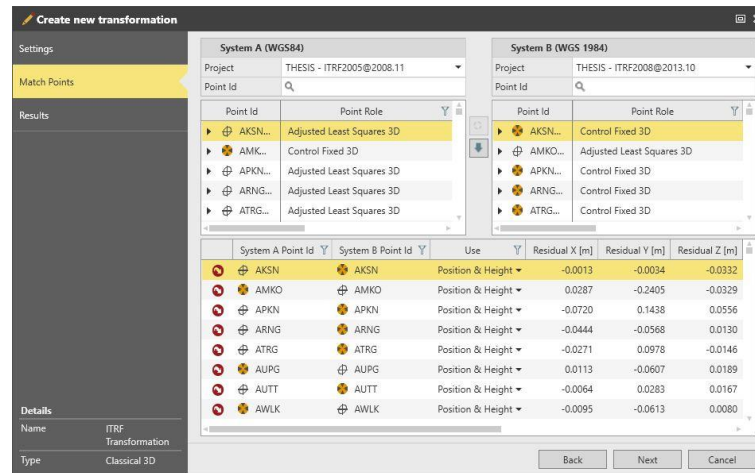 Create new transformation
Settings
Match Points
Results
Details
Name ITRF Transformation
Type Classical 3D
System A (WGS84)
Project THESIS - ITRF2005@2008.11
Point Id
Point Id Point Role
AKSN... Adjusted Least Squares 3D
AMK... Control Fixed 3D
APKN... Adjusted Least Squares 3D
ARNG... Adjusted Least Squares 3D
ATRG... Adjusted Least Squares 3D
System B (WGS 1984)
Project THESIS - ITRF2008@2013.10
Point Id
Point Id Point Role
AKSN... Control Fixed 3D
AMKO... Adjusted Least Squares 3D
APKN... Control Fixed 3D
ARNG... Control Fixed 3D
ATRG... Control Fixed 3D
System A Point Id System B Point Id Use Residual X [m] Residual Y [m] Residual Z [m]
AKSN AKSN Position & Height -0.0013 -0.0034 -0.0332
AMKO AMKO Position & Height 0.0287 -0.2405 -0.0329
APKN APKN Position & Height -0.0720 0.1438 0.0556
ARNG ARNG Position & Height -0.0444 -0.0568 0.0130
ATRG ATRG Position & Height -0.0271 0.0978 -0.0146
AUPG AUPG Position & Height 0.0113 -0.0607 0.0189
AUTT AUTT Position & Height -0.0064 0.0283 0.0167
AWLK AWLK Position & Height -0.0095 -0.0613 0.0080
Back Next Cancel